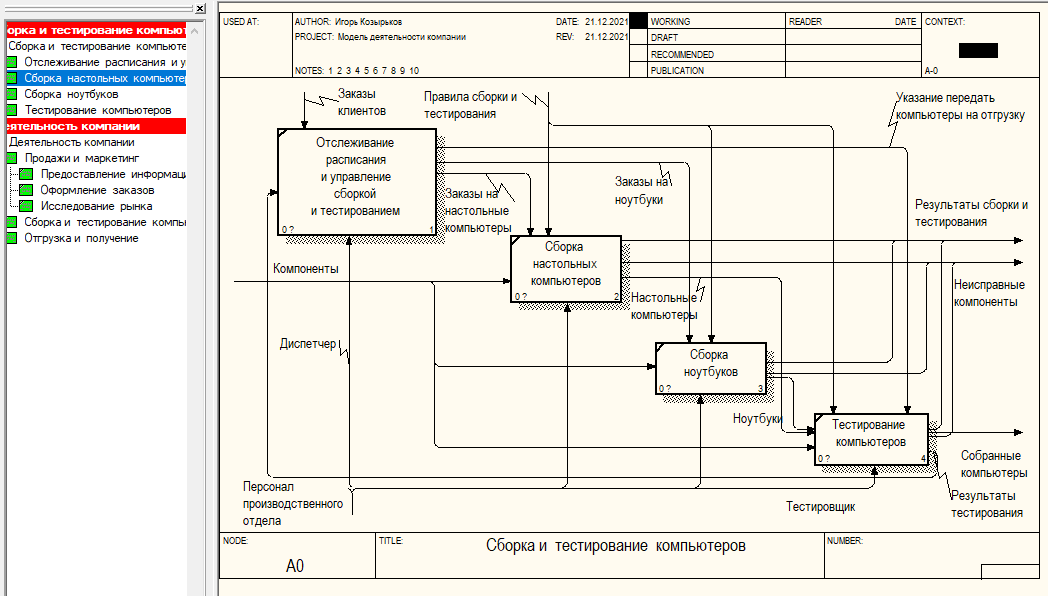 орка и тестирование компьют
Сборка и тестирование компьюте
Отслеживание расписания и у
Сборка настольных компьюте
Сборка ноутбуков
Тестирование компьютеров
еятельность компании
Деятельность компании
Продажи и маркетинг
Предоставление информаци
Оформление заказов
Исследование рынка
Сборка и тестирование компы
Отгрузка и получение
USED AT:
AUTHOR: Игорь Козырьков
DATE: 21.12.2021
PROJECT: Модель деятельности компании
REV: 21.12.2021
NOTES: 1 2 3 4 5 6 7 8 9 10
WORKING
DRAFT
RECOMMENDED
PUBLICATION
READER DATE
CONTEXT:
A-0
Заказы
клиентов
Правила сборки и
тестирования
Указание передать
компьютеры на отгрузку
Отслеживание
расписания
и управление
сборкой
и тестированием
0 ? 1
Заказы на
настольные
компьютеры
Заказы на
ноутбуки
Результаты сборки и
тестирования
Компоненты
Сборка
настольных
компьютеров
0 ? 2
Неисправные
компоненты
Настольные
компьютеры
Диспетчер
Сборка
ноутбуков
0 ? 3
Ноутбуки
Тестирование
компьютеров
0 ? 4
Собранные
компьютеры
Персонал
производственного
отдела
Тестировщик
Результаты
тестирования
NODE:
A0
TITLE:
Сборка и тестирование компьютеров
NUMBER: